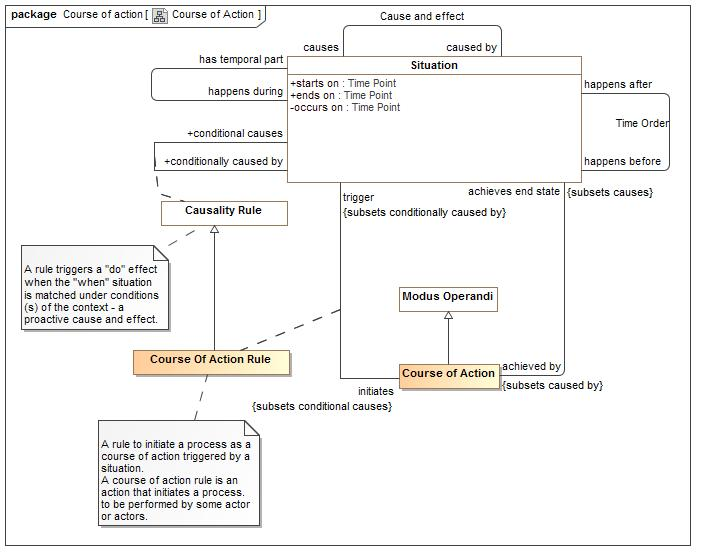 package Course of action [ Course of Action ]
Cause and effect
causes
caused by
has temporal part
happens during
Situation
+starts on : Time Point
+ends on : Time Point
-occurs on : Time Point
happens after
Time Order
happens before
+conditional causes
+conditionally caused by
trigger
{subsets conditionally caused by}
achieves end state
{subsets causes}
Causality Rule
A rule triggers a "do" effect
when the "when" situation
is matched under conditions
(s) of the context - a
proactive cause and effect.
Modus Operandi
Course Of Action Rule
Course of Action
achieved by
{subsets caused by}
initiates
{subsets conditional causes}
A rule to initiate a process as a
course of action triggered by a
situation.
A course of action rule is an
action that initiates a process.
to be performed by some actor
or actors.